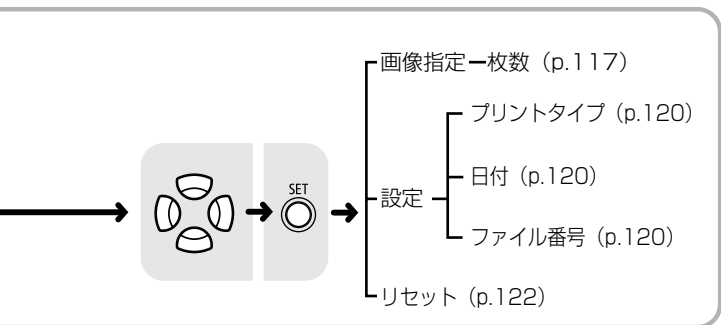 画像指定ー枚数（p.117）
プリントタイプ（p.120）
日付（p.120）
SET
設定
ファイル番号（p.120）
リセット（p.122）